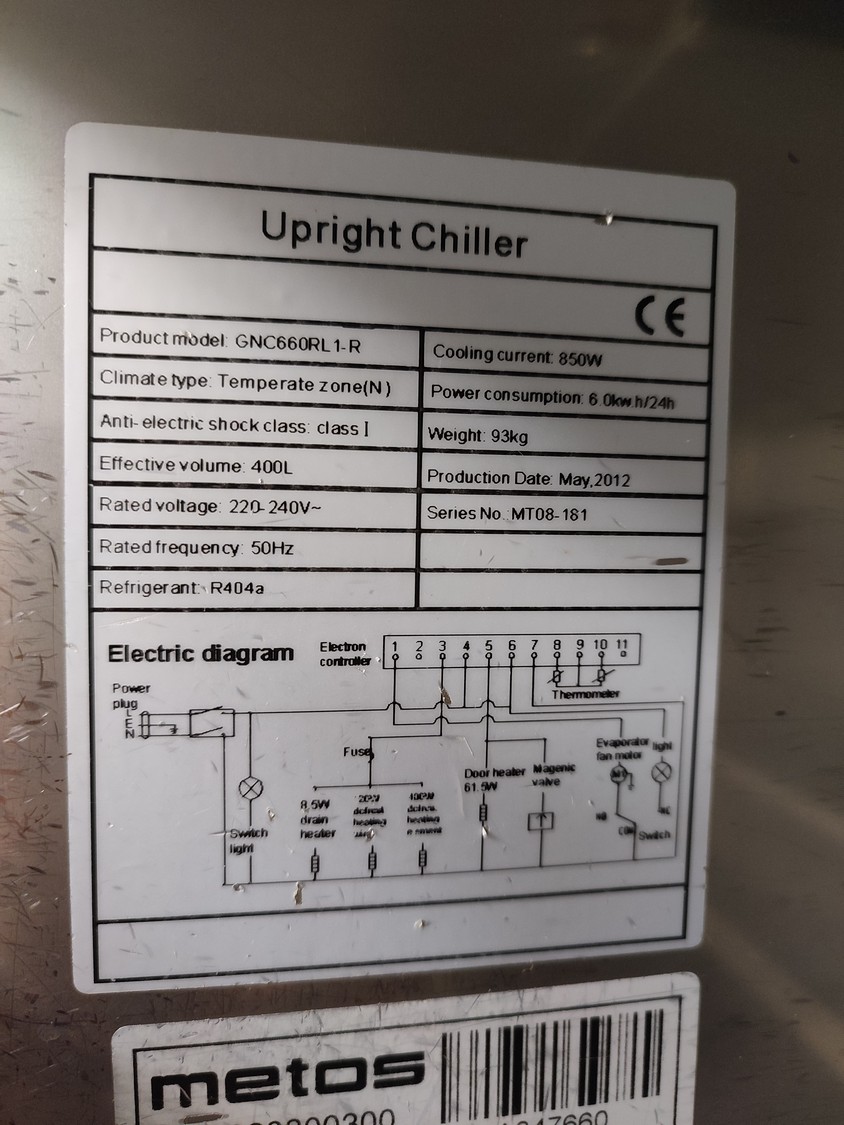 Upright Chiller
CE
Product model: GNC660RL1-R
Cooling current: 850W
Climate type: Temperate zone(N)
Power consumption: 6.0kw.h/24h
Anti-electric shock class: class I
Weight: 93kg
Effective volume: 400L
Production Date: May,2012
Rated voltage: 220-240V~
Series No.:MT08-181
Rated frequency: 50Hz
Refrigerant: R404a
Electric diagram
Electron
controller
1 2 3 4 5 6 7 8 9 10 11
Thermometer
Power
plug
L
E
N
Fuse
Switch
light
8.5W
drain
heater
Door heater
61.5W
Magenic
valve
Evaporator
fan motor
light
Switch
metos